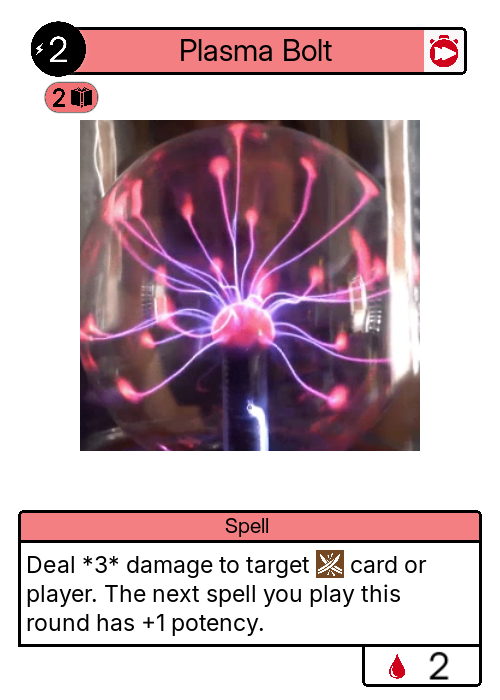 2 Plasma Bolt
2
Spell
Deal *3* damage to target card or
player. The next spell you play this
round has +1 potency.
2